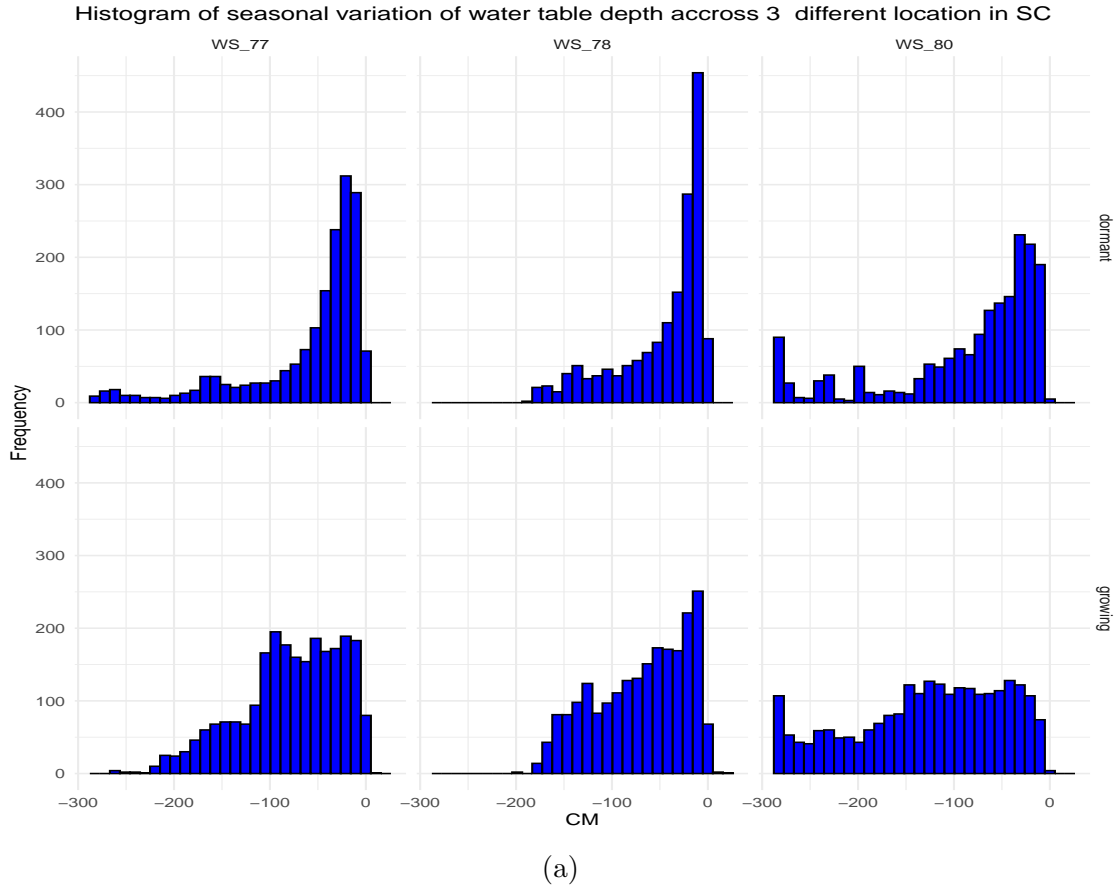 Histogram of seasonal variation of water table depth accross 3  different location in SC
WS_77
WS_78
WS_80
400
300
200
100
0
dormant
Frequency
400
300
200
100
0
growing
−300
−200
−100
0
−300
−200
−100
0
−300
−200
−100
0
CM
(a)